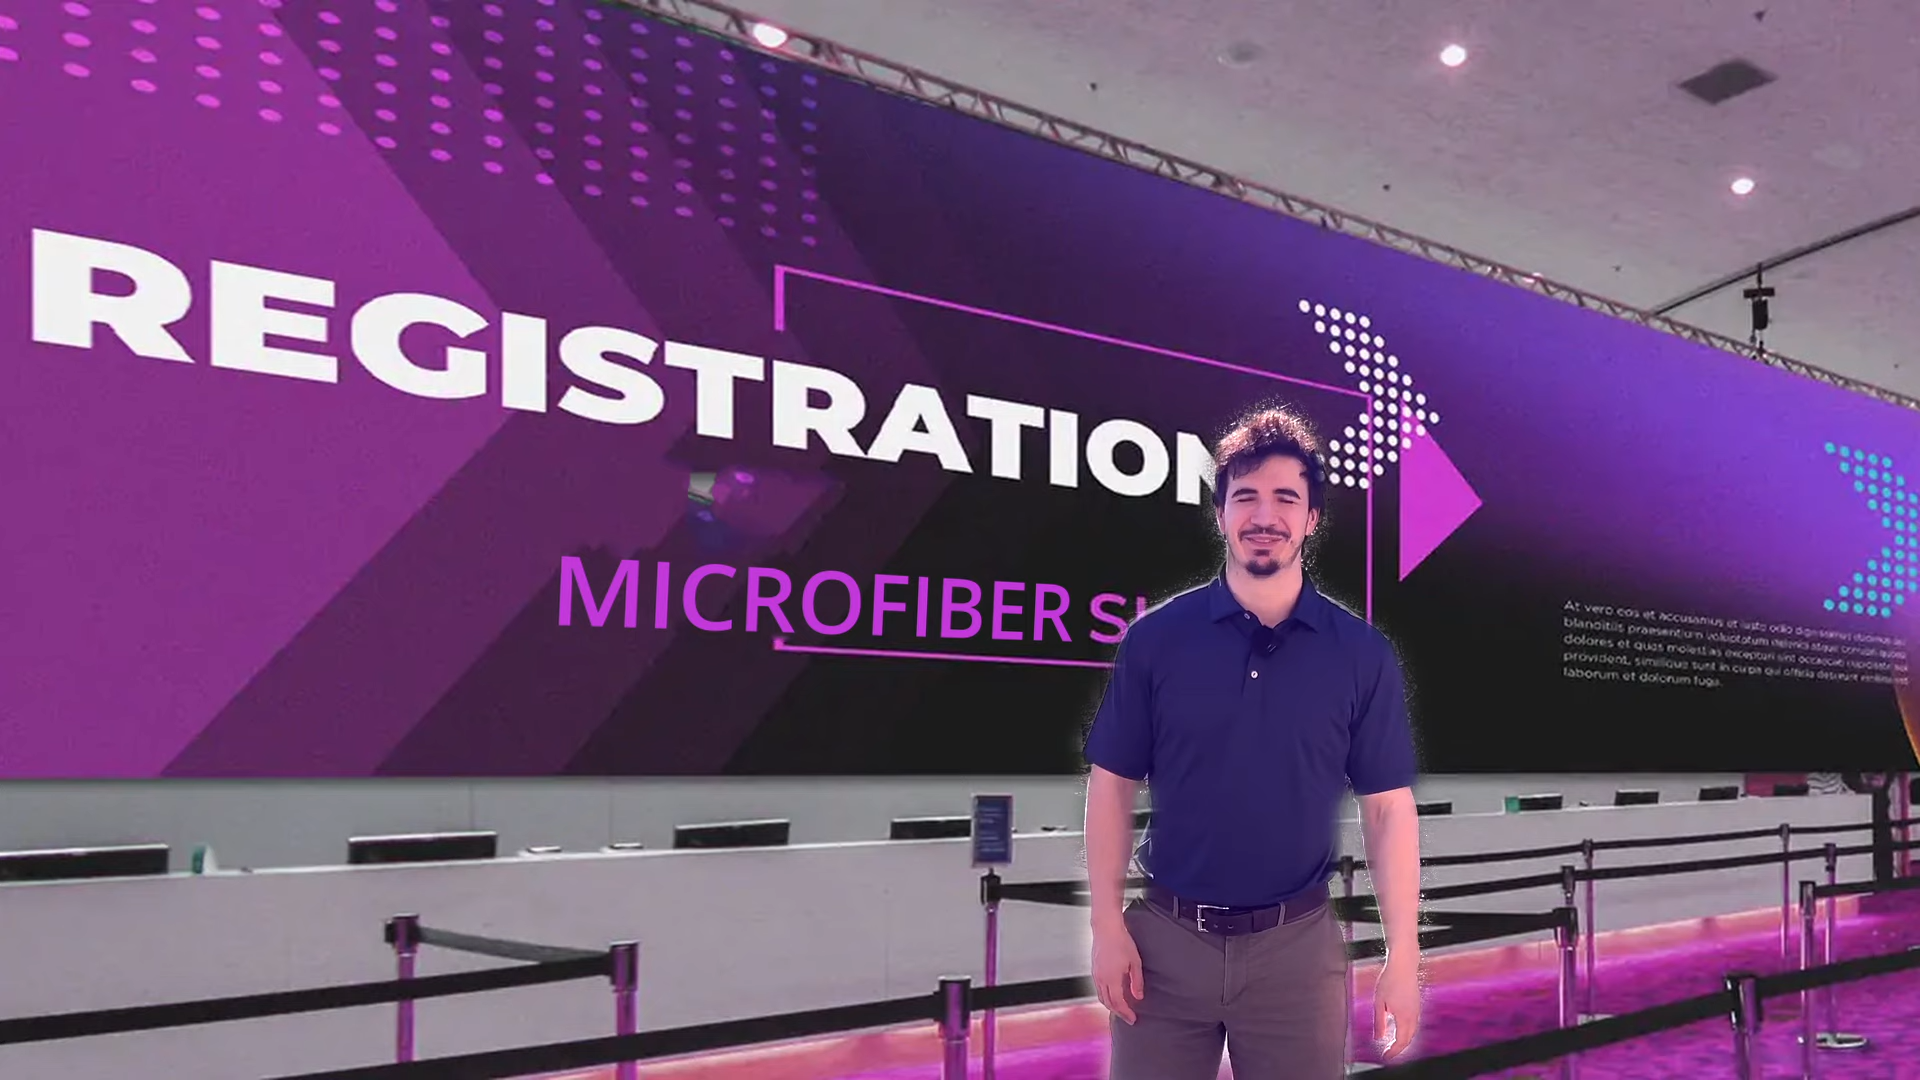 REGISTRATION
MICROFIBER
At vero eos et accusamus et iusto odio dignissimos ducimus qui
blanditiis praesentium voluptatum deleniti atque corrupti quos
dolores et quas molestias excepturi sint occaecati cupiditate non
provident, similique sunt in culpa qui officia deserunt mollitia
laborum et dolorum fuga.